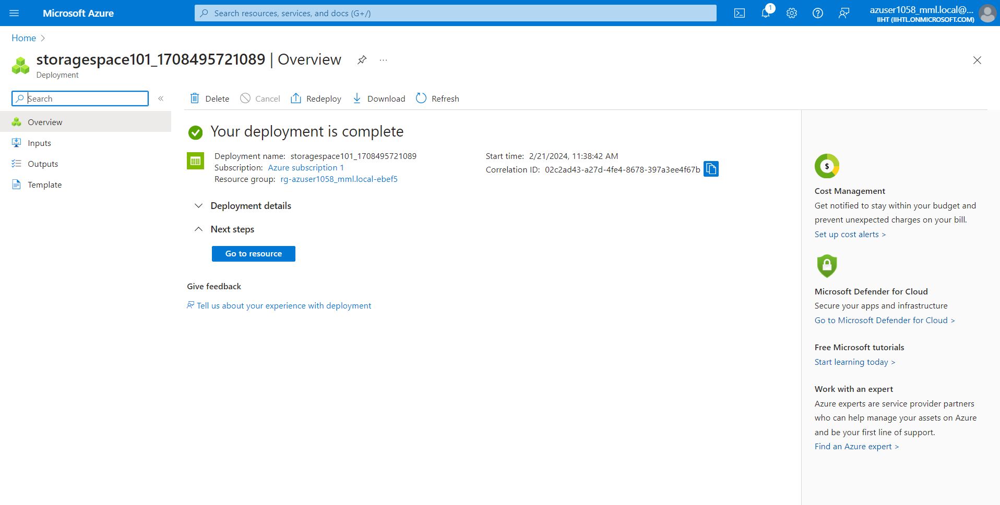 Microsoft Azure
Search resources, services, and docs (G+/)
1
azuser1058_mml.local@...
IIHT (IIHTL.ONMICROSOFT.COM)
Home
storagespace101_1708495721089 | Overview
...
Deployment
Search
«
Delete
Cancel
Redeploy
Download
Refresh
Overview
Inputs
Outputs
Template
Your deployment is complete
Deployment name: storagespace101_1708495721089
Subscription: Azure subscription 1
Resource group: rg-azuser1058_mml.local-ebef5
Start time: 2/21/2024, 11:38:42 AM
Correlation ID: 02c2ad43-a27d-4fe4-8678-397a3ee4f67b
Deployment details
Next steps
Go to resource
Give feedback
Tell us about your experience with deployment
$
Cost Management
Get notified to stay within your budget and
prevent unexpected charges on your bill.
Set up cost alerts >
Microsoft Defender for Cloud
Secure your apps and infrastructure
Go to Microsoft Defender for Cloud >
Free Microsoft tutorials
Start learning today >
Work with an expert
Azure experts are service provider partners
who can help manage your assets on Azure
and be your first line of support.
Find an Azure expert >